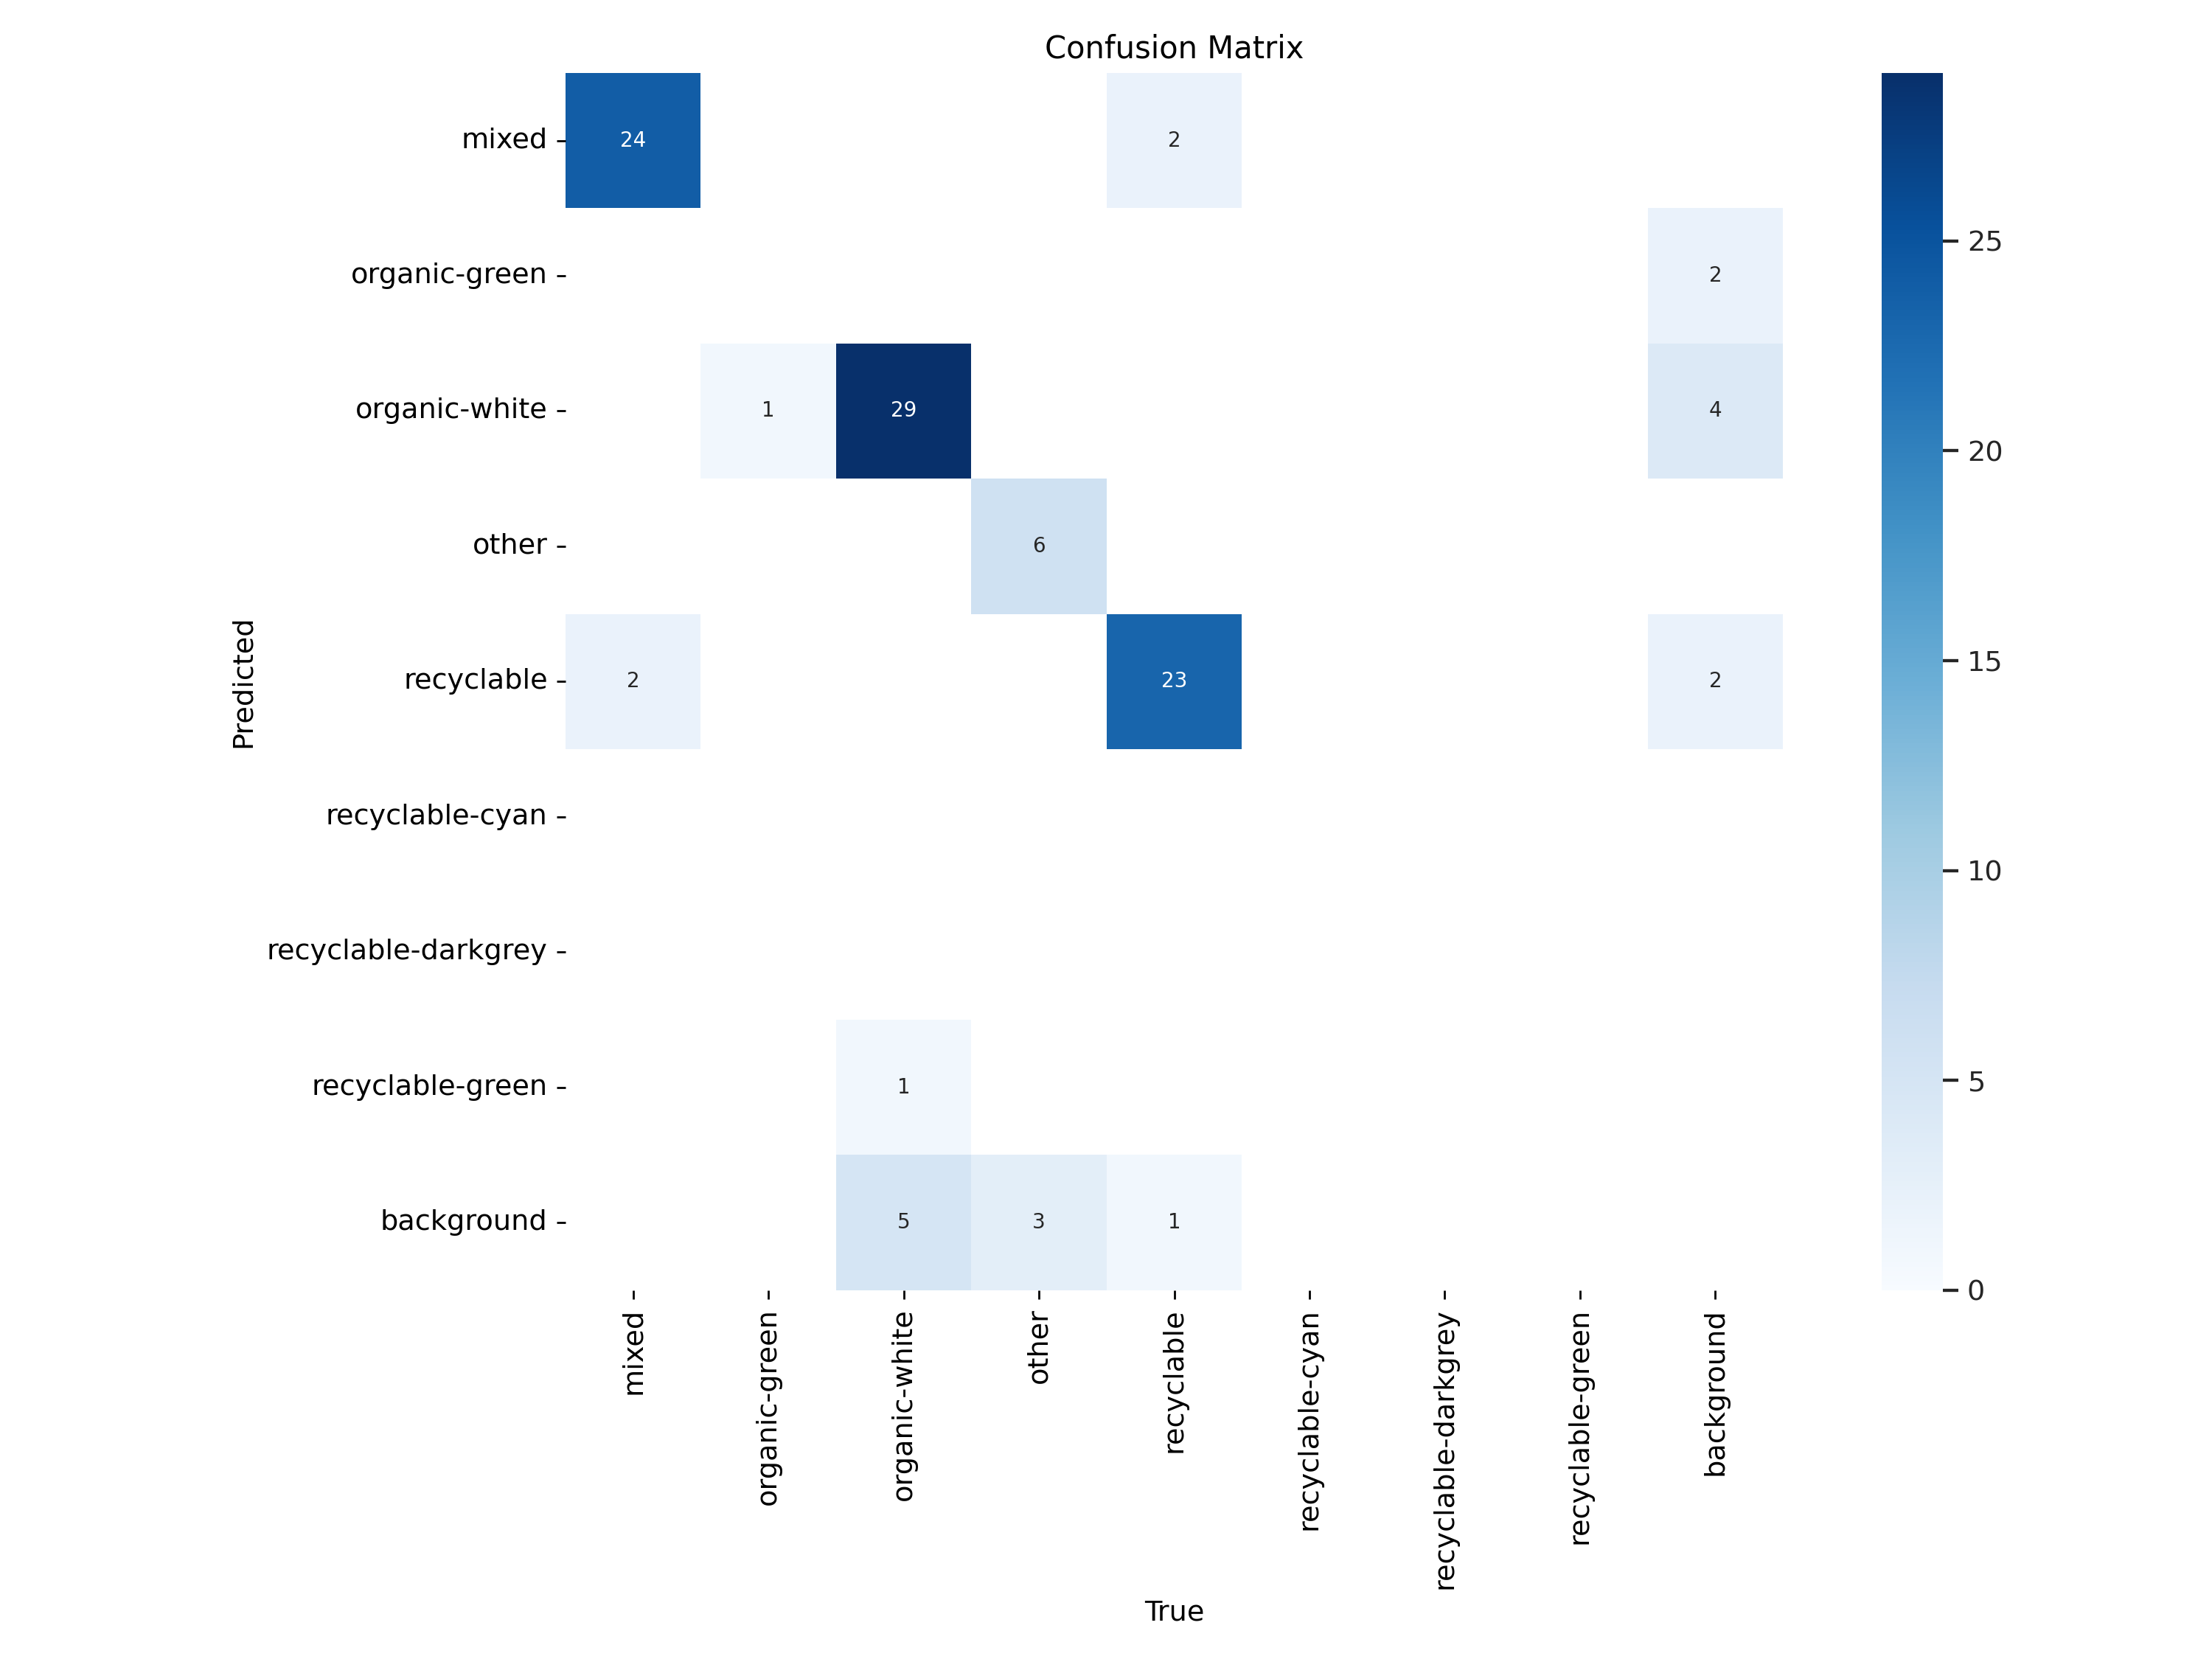 Confusion Matrix
mixed
24
2
organic-green
2
organic-white
1
29
4
other
6
recyclable
2
23
2
recyclable-cyan
recyclable-darkgrey
recyclable-green
1
background
5
3
1
Predicted
mixed
organic-green
organic-white
other
recyclable
recyclable-cyan
recyclable-darkgrey
recyclable-green
background
True
25
20
15
10
5
0